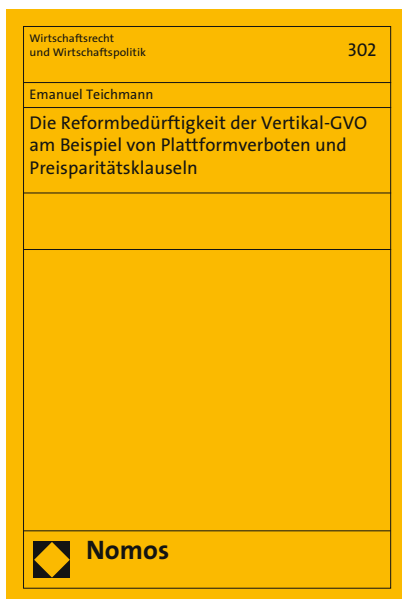 Wirtschaftsrecht
und Wirtschaftspolitik
302
Emanuel Teichmann
Die Reformbedürftigkeit der Vertikal-GVO
am Beispiel von Plattformverboten und
Preisparitätsklauseln
Nomos